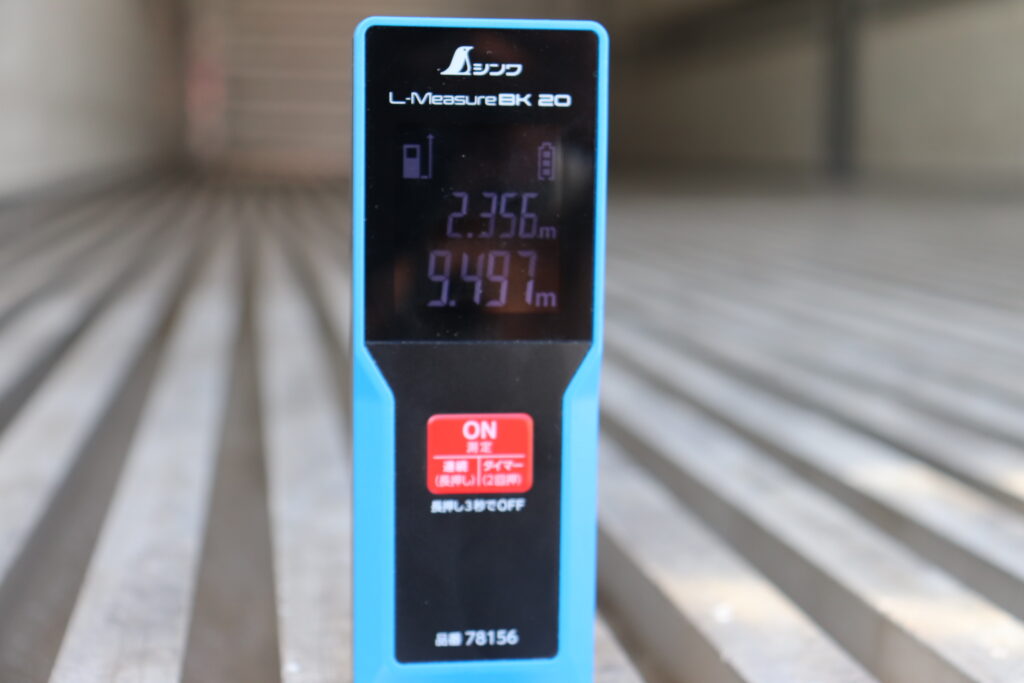 シンワ
L-Measure BK 20
2.356m
9.497m
ON
測定
連続 タイマー
(長押し) (2回押)
長押し3秒でOFF
品番 78156